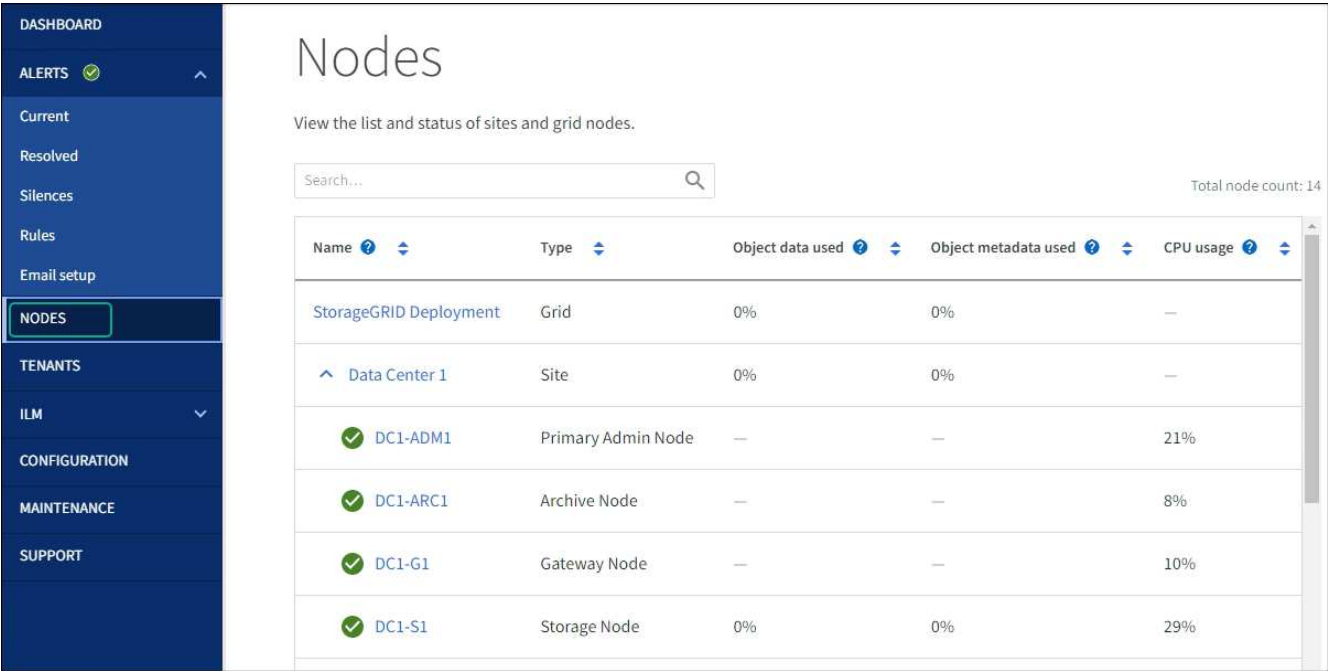 DASHBOARD
ALERTS
Current
Resolved
Silences
Rules
Email setup
NODES
TENANTS
ILM
CONFIGURATION
MAINTENANCE
SUPPORT
Nodes
View the list and status of sites and grid nodes.
Search...
Total node count: 14
Name ? Type Object data used ? Object metadata used ? CPU usage ?
StorageGRID Deployment Grid 0% 0% —
Data Center 1 Site 0% 0% —
DC1-ADM1 Primary Admin Node — — 21%
DC1-ARC1 Archive Node — — 8%
DC1-G1 Gateway Node — — 10%
DC1-S1 Storage Node 0% 0% 29%